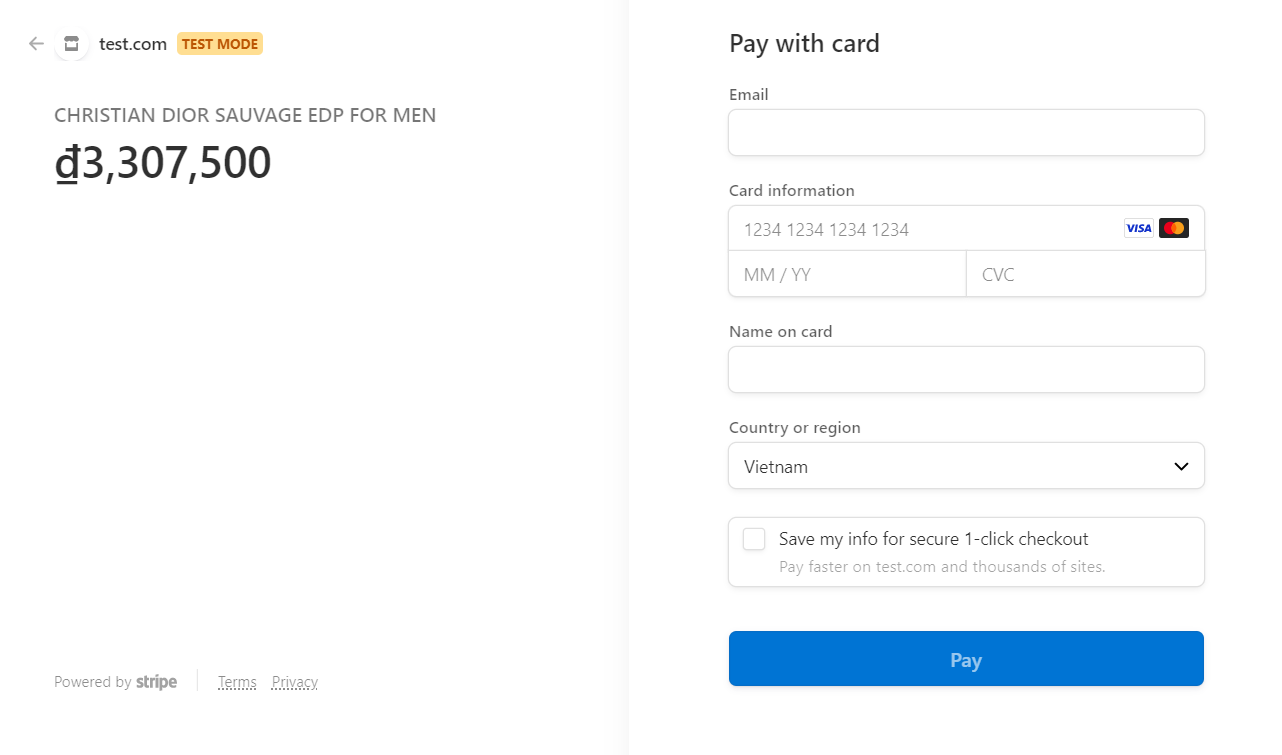 test.com TEST MODE
CHRISTIAN DIOR SAUVAGE EDP FOR MEN
₫3,307,500
Powered by stripe Terms Privacy
Pay with card
Email
Card information
1234 1234 1234 1234 VISA
MM / YY CVC
Name on card
Country or region
Vietnam
Save my info for secure 1-click checkout
Pay faster on test.com and thousands of sites.
Pay